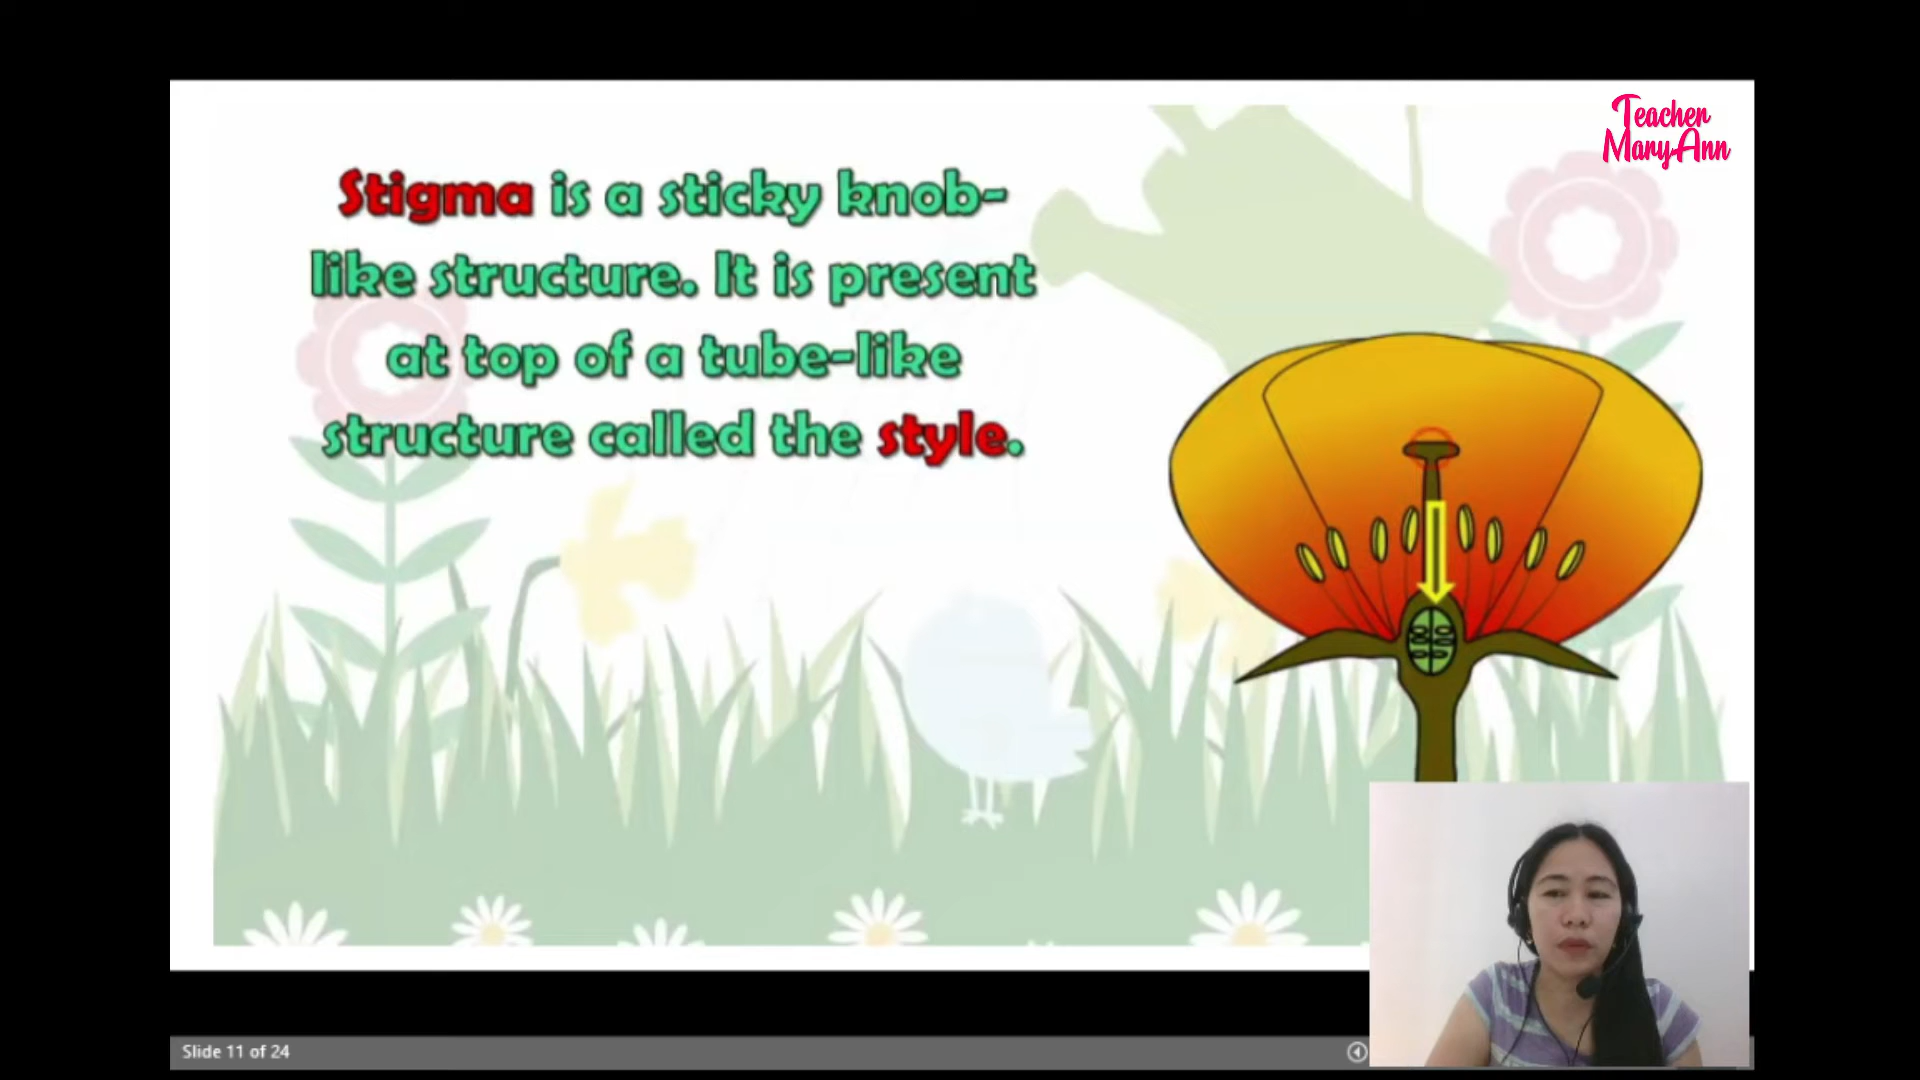 Teacher
MaryAnn
Stigma is a sticky knob-
like structure. It is present
at top of a tube-like
structure called the style.
Slide 11 of 24